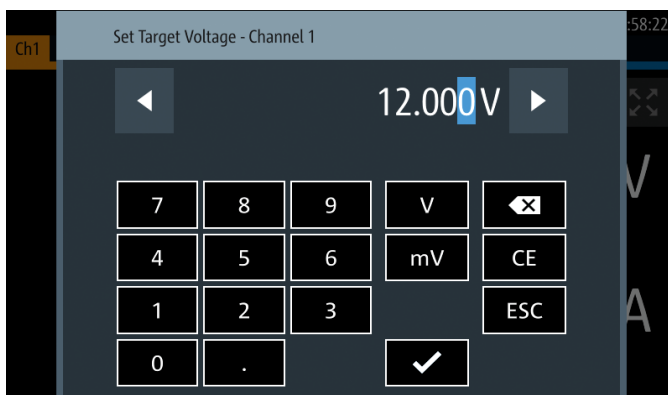 Set Target Voltage - Channel 1
:58:22
Ch1
12.000 V
V
7 8 9 V
4 5 6 mV CE
1 2 3 ESC
A
0 .